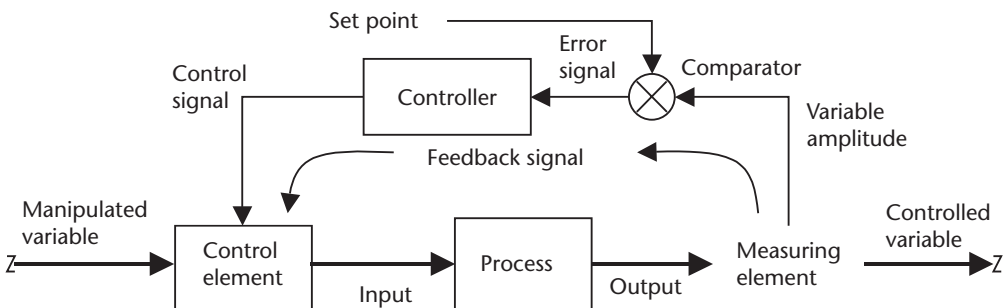 Set point
Error
signal
Comparator
Control
signal
Controller
Variable
amplitude
Feedback signal
Manipulated
variable
Z
Control
element
Input
Process
Output
Measuring
element
Controlled
variable
Z